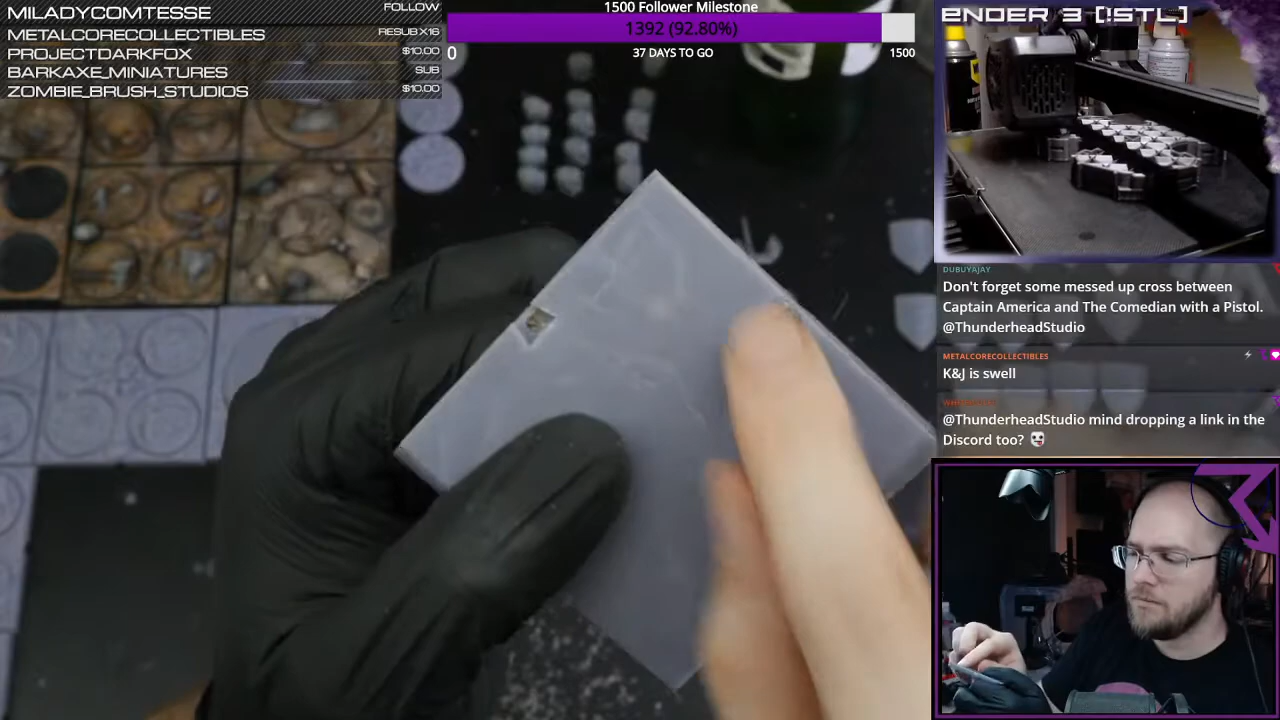 MILADYCOMTESSE FOLLOW
METALCORECOLLECTIBLES RESUB X16
PROJECTDARKFOX $10.00
BARKAXE_MINIATURES SUB
ZOMBIE_BRUSH_STUDIOS $10.00
1500 Follower Milestone
1392 (92.80%)
0 37 DAYS TO GO 1500
ENDER 3 [!STL]
DUBUYAJAY
Don't forget some messed up cross between
Captain America and The Comedian with a Pistol.
@ThunderheadStudio
METALCORECOLLECTIBLES
K&J is swell
@ThunderheadStudio mind dropping a link in the
Discord too?